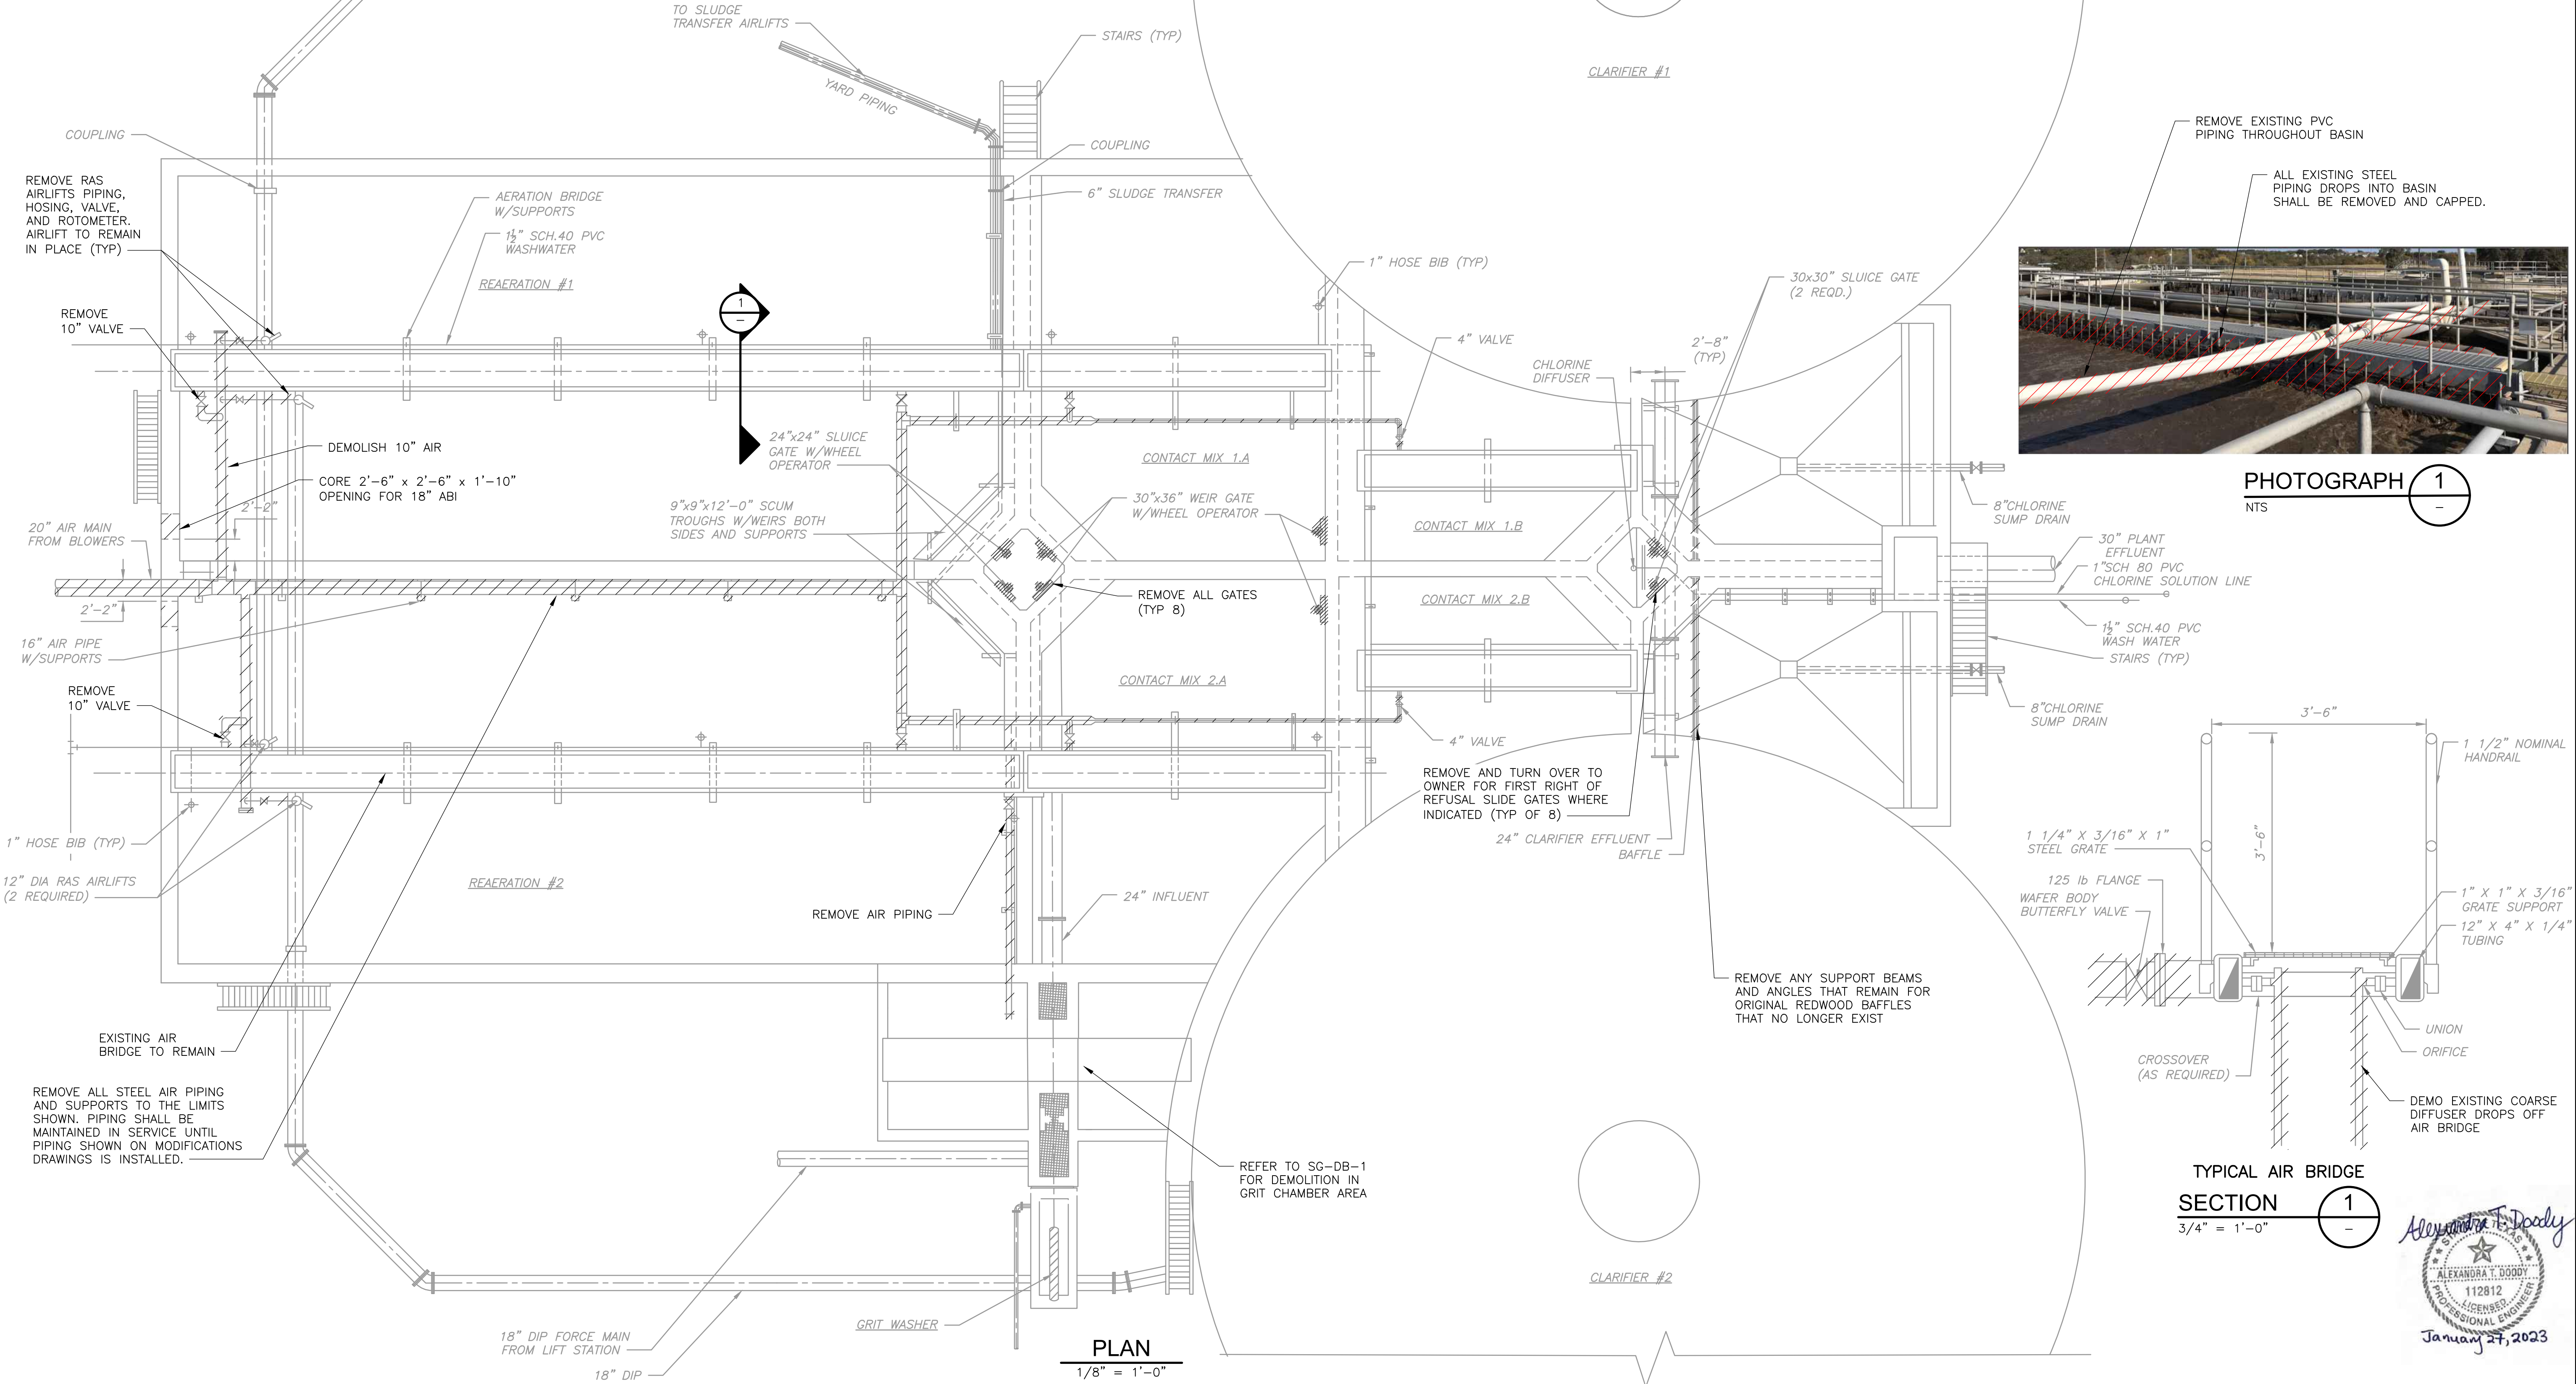 TO SLUDGE
TRANSFER AIRLIFTS
YARD PIPING
STAIRS (TYP)
CLARIFIER #1
COUPLING
COUPLING
REMOVE RAS
AIRLIFTS PIPING,
HOSING, VALVE,
AND ROTOMETER.
AIRLIFT TO REMAIN
IN PLACE (TYP)
AERATION BRIDGE
W/SUPPORTS
1½" SCH.40 PVC
WASHWATER
REAERATION #1
6" SLUDGE TRANSFER
1
–
1" HOSE BIB (TYP)
30x30" SLUICE GATE
(2 REQD.)
REMOVE
10" VALVE
4" VALVE
2'-8"
(TYP)
CHLORINE
DIFFUSER
DEMOLISH 10" AIR
24"x24" SLUICE
GATE W/WHEEL
OPERATOR
CONTACT MIX 1.A
CORE 2'-6" x 2'-6" x 1'-10"
OPENING FOR 18" ABI
2'-2"
9"x9"x12'-0" SCUM
TROUGHS W/WEIRS BOTH
SIDES AND SUPPORTS
30"x36" WEIR GATE
W/WHEEL OPERATOR
CONTACT MIX 1.B
20" AIR MAIN
FROM BLOWERS
2'-2"
REMOVE ALL GATES
(TYP 8)
CONTACT MIX 2.B
16" AIR PIPE
W/SUPPORTS
CONTACT MIX 2.A
REMOVE
10" VALVE
4" VALVE
REMOVE AND TURN OVER TO
OWNER FOR FIRST RIGHT OF
REFUSAL SLIDE GATES WHERE
INDICATED (TYP OF 8)
24" CLARIFIER EFFLUENT
BAFFLE
8"CHLORINE
SUMP DRAIN
30" PLANT
EFFLUENT
1"SCH 80 PVC
CHLORINE SOLUTION LINE
1½" SCH.40 PVC
WASH WATER
STAIRS (TYP)
8"CHLORINE
SUMP DRAIN
1" HOSE BIB (TYP)
12" DIA RAS AIRLIFTS
(2 REQUIRED)
REAERATION #2
REMOVE AIR PIPING
24" INFLUENT
REMOVE ANY SUPPORT BEAMS
AND ANGLES THAT REMAIN FOR
ORIGINAL REDWOOD BAFFLES
THAT NO LONGER EXIST
EXISTING AIR
BRIDGE TO REMAIN
REMOVE ALL STEEL AIR PIPING
AND SUPPORTS TO THE LIMITS
SHOWN. PIPING SHALL BE
MAINTAINED IN SERVICE UNTIL
PIPING SHOWN ON MODIFICATIONS
DRAWINGS IS INSTALLED.
REFER TO SG-DB-1
FOR DEMOLITION IN
GRIT CHAMBER AREA
CLARIFIER #2
GRIT WASHER
18" DIP FORCE MAIN
FROM LIFT STATION
18" DIP
PLAN
1/8" = 1'-0"
REMOVE EXISTING PVC
PIPING THROUGHOUT BASIN
ALL EXISTING STEEL
PIPING DROPS INTO BASIN
SHALL BE REMOVED AND CAPPED.
PHOTOGRAPH
1
–
NTS
3'-6"
1 1/2" NOMINAL
HANDRAIL
3'-6"
1 1/4" X 3/16" X 1"
STEEL GRATE
125 lb FLANGE
WAFER BODY
BUTTERFLY VALVE
1" X 1" X 3/16"
GRATE SUPPORT
12" X 4" X 1/4"
TUBING
UNION
ORIFICE
CROSSOVER
(AS REQUIRED)
DEMO EXISTING COARSE
DIFFUSER DROPS OFF
AIR BRIDGE
TYPICAL AIR BRIDGE
SECTION
1
–
3/4" = 1'-0"
Alexandra T. Doody
STATE OF TEXAS
ALEXANDRA T. DOODY
112812
LICENSED
PROFESSIONAL ENGINEER
January 27, 2023